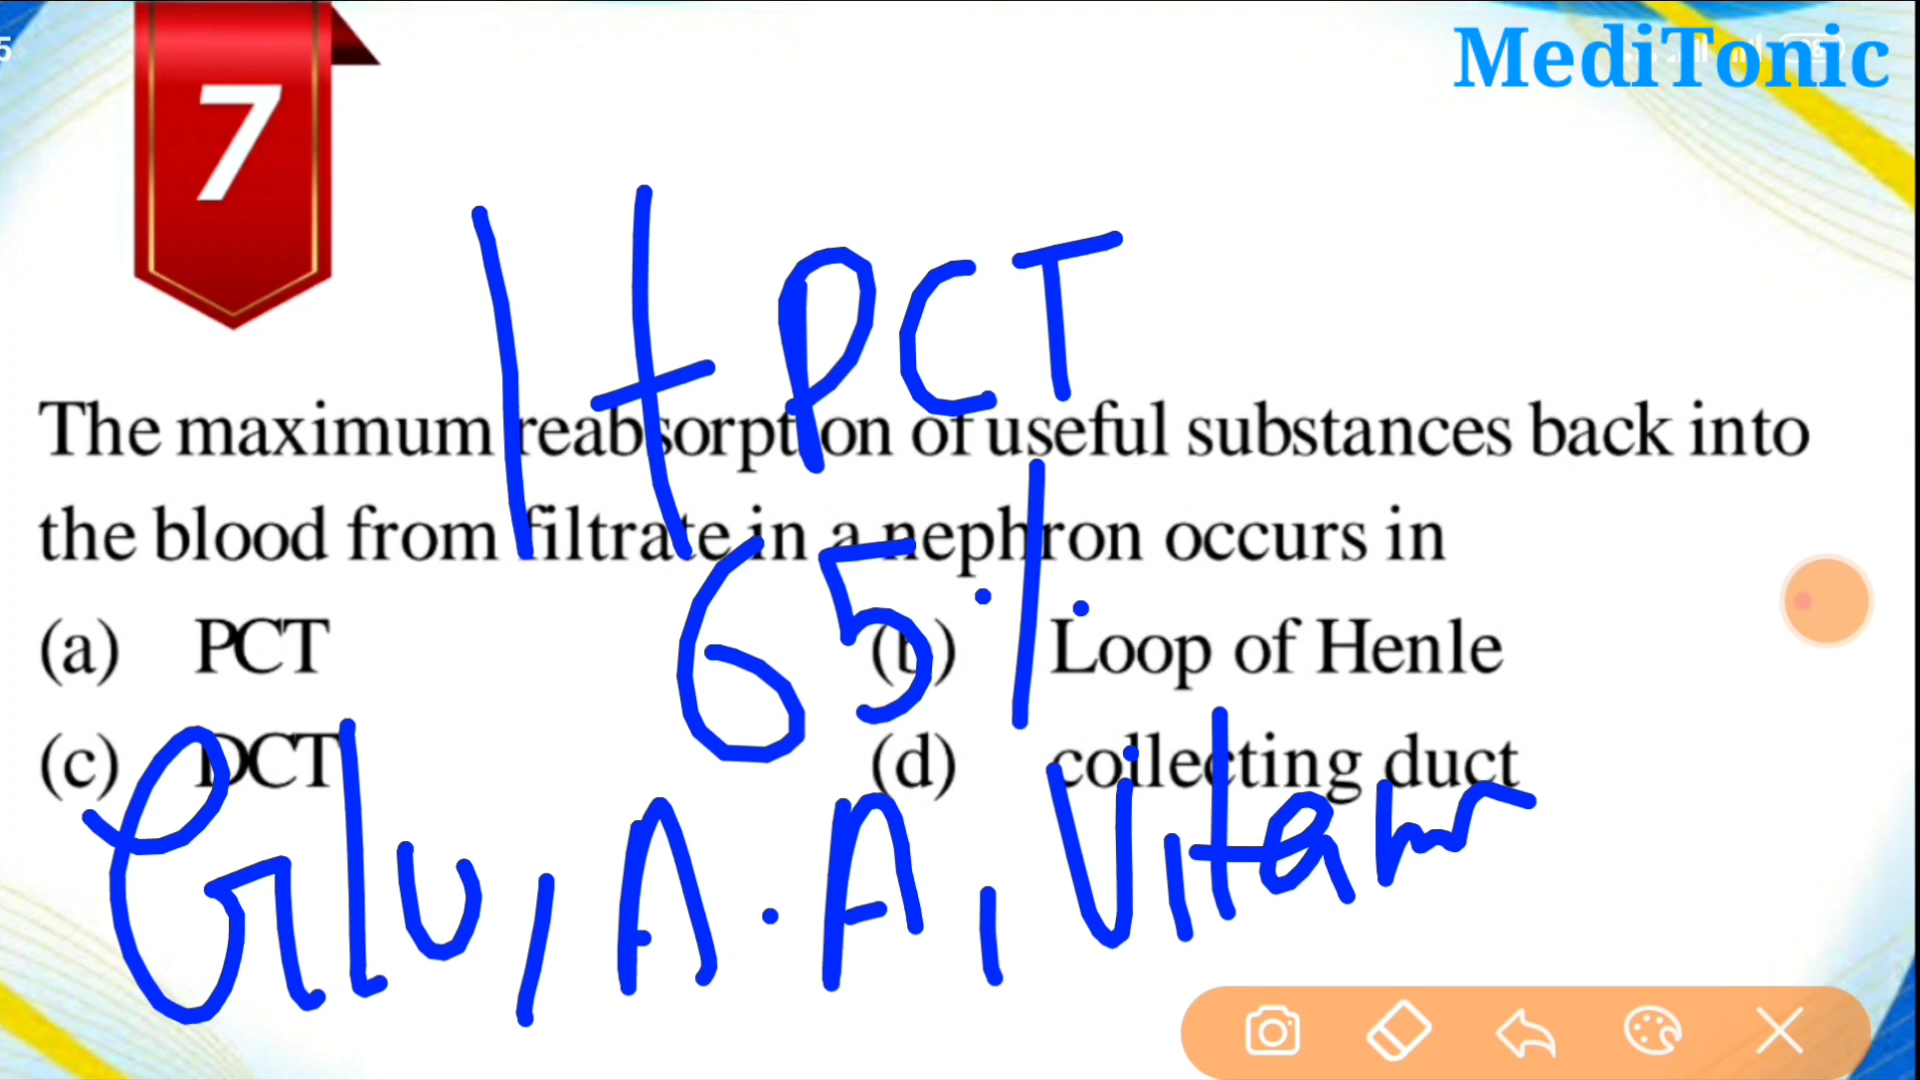 MediTonic
7
PCT
The maximum reabsorption of useful substances back into
the blood from filtrate in a nephron occurs in
65%
(a) PCT (b) Loop of Henle
(c) DCT (d) collecting duct
Glu, A.A, Vitam